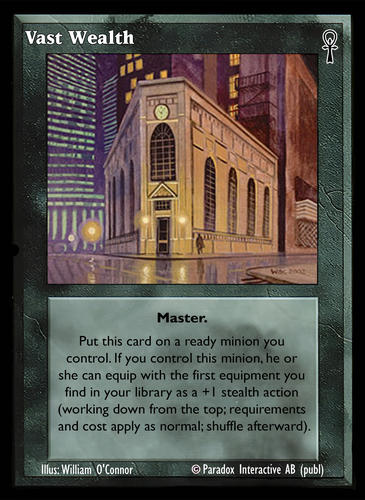 Vast Wealth
WOC 2002
Master.
Put this card on a ready minion you
control. If you control this minion, he or
she can equip with the first equipment you
find in your library as a +1 stealth action
(working down from the top; requirements
and cost apply as normal; shuffle afterward).
Illus: William O'Connor © Paradox Interactive AB (publ)